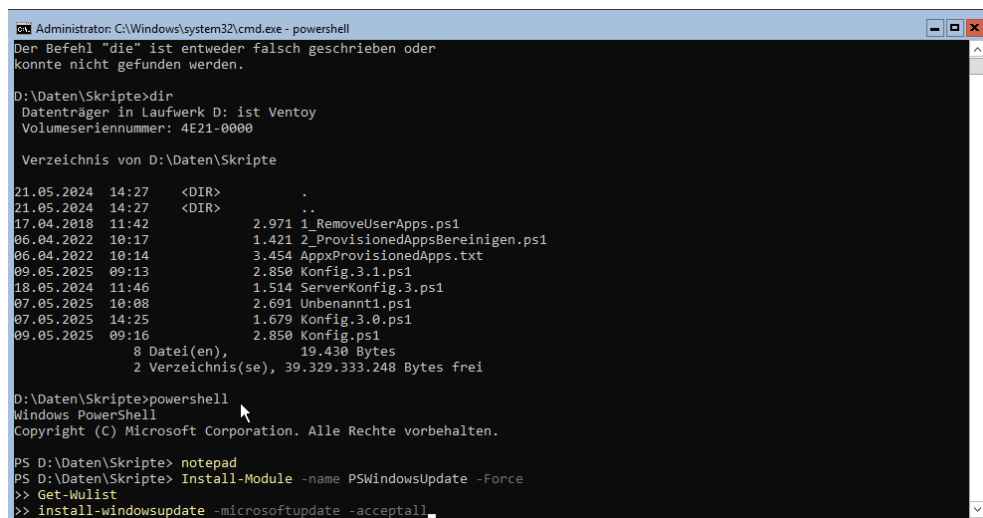 Administrator: C:\Windows\system32\cmd.exe - powershell
Der Befehl "die" ist entweder falsch geschrieben oder
konnte nicht gefunden werden.
D:\Daten\Skripte>dir
Datenträger in Laufwerk D: ist Ventoy
Volumeseriennummer: 4E21-0000
Verzeichnis von D:\Daten\Skripte
21.05.2024  14:27    <DIR>          .
21.05.2024  14:27    <DIR>          ..
17.04.2018  11:42             2.971 1_RemoveUserApps.ps1
06.04.2022  10:17             1.421 2_ProvisionedAppsBereinigen.ps1
06.04.2022  10:14             3.454 AppxProvisionedApps.txt
09.05.2025  09:13             2.850 Konfig.3.1.ps1
18.05.2024  11:46             1.514 ServerKonfig.3.ps1
07.05.2025  10:08             2.691 Unbenannt1.ps1
07.05.2025  14:25             1.679 Konfig.3.0.ps1
09.05.2025  09:16             2.850 Konfig.ps1
8 Datei(en),         19.430 Bytes
2 Verzeichnis(se), 39.329.333.248 Bytes frei
D:\Daten\Skripte>powershell
Windows PowerShell
Copyright (C) Microsoft Corporation. Alle Rechte vorbehalten.
PS D:\Daten\Skripte> notepad
PS D:\Daten\Skripte> Install-Module -name PSWindowsUpdate -Force
>> Get-Wulist
>> install-windowsupdate -microsoftupdate -acceptall